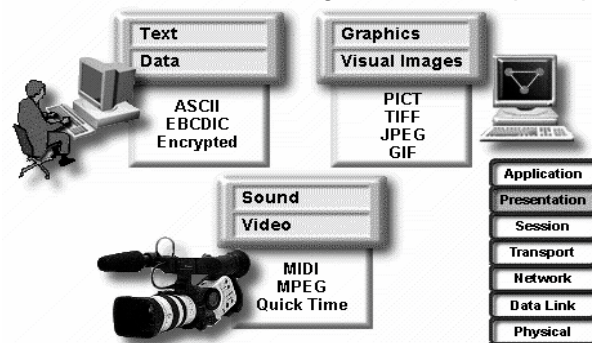 Text
Data
ASCII
EBCDIC
Encrypted
Graphics
Visual Images
PICT
TIFF
JPEG
GIF
Sound
Video
MIDI
MPEG
Quick Time
Application
Presentation
Session
Transport
Network
Data Link
Physical